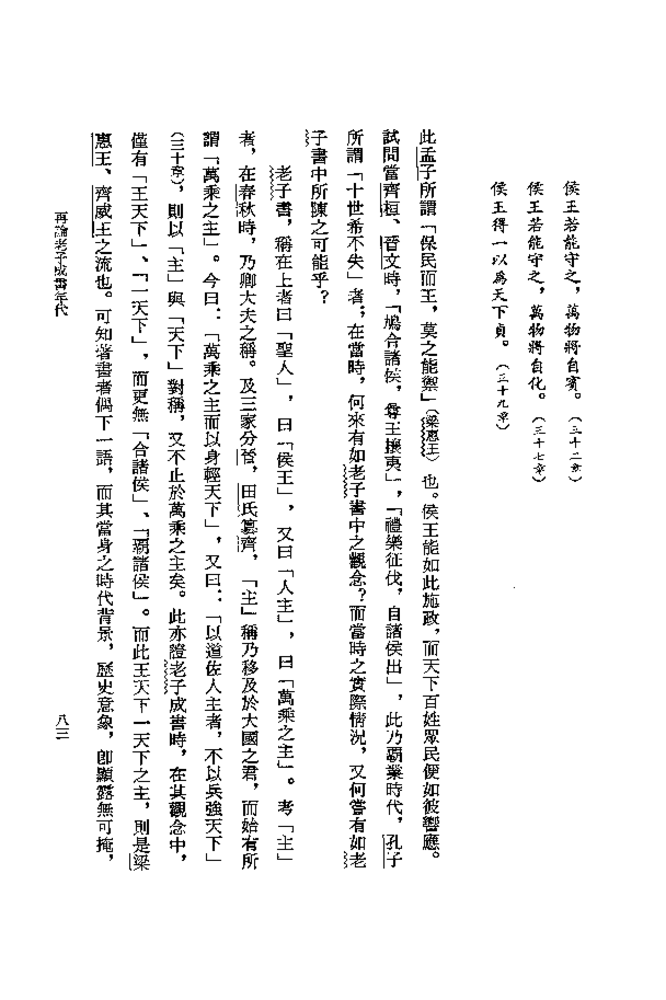 侯王若能守之，萬物將自賓。（三十二章）
侯王若能守之，萬物將自化。（三十七章）
侯王得一以爲天下貞。（三十九章）
此孟子所謂「保民而王，莫之能禦」（梁惠王）也。侯王能如此施政，而天下百姓眾民便如彼響應。
試問當齊桓、晉文時，「鳩合諸侯，尊王攘夷」，「禮樂征伐，自諸侯出」，此乃覇業時代，孔子
所謂「十世希不失」者；在當時，何來有如老子書中之觀念？而當時之實際情況，又何嘗有如老
子書中所陳之可能乎？
老子書，稱在上者曰「聖人」，曰「侯王」，又曰「人主」，曰「萬乘之主」。考「主」
者，在春秋時，乃卿大夫之稱。及三家分晉，田氏篡齊，「主」稱乃移及於大國之君，而始有所
謂「萬乘之主」。今曰：「萬乘之主而以身輕天下」，又曰：「以道佐人主者，不以兵強天下」
（三十章），則以「主」與「天下」對稱，又不止於萬乘之主矣。此亦證老子成書時，在其觀念中，
僅有「王天下」、「一天下」，而更無「合諸侯」、「覇諸侯」。而此王天下一天下之主，則是梁
惠王、齊威王之流也。可知著書者偶下一語，而其當身之時代背景，歷史意象，卽顯露無可掩，
再論老子成書年代
八三